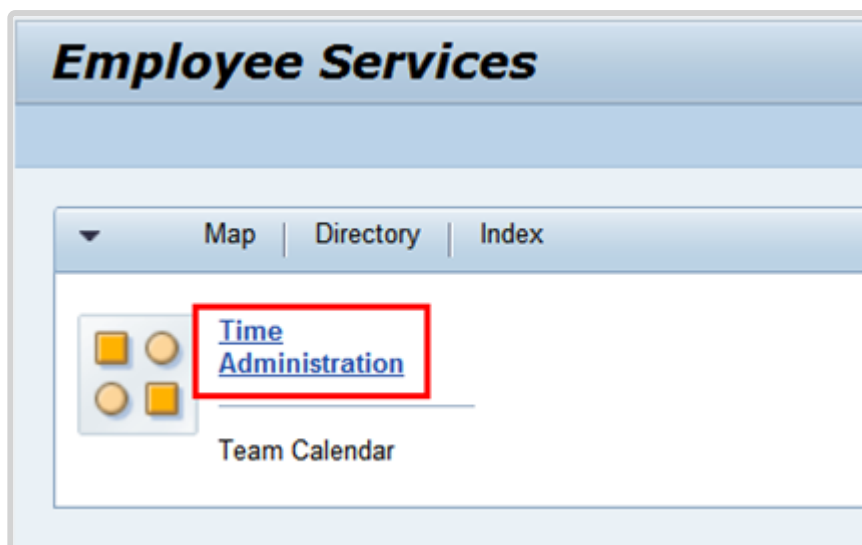 Employee Services
Map | Directory | Index
Time
Administration
Team Calendar